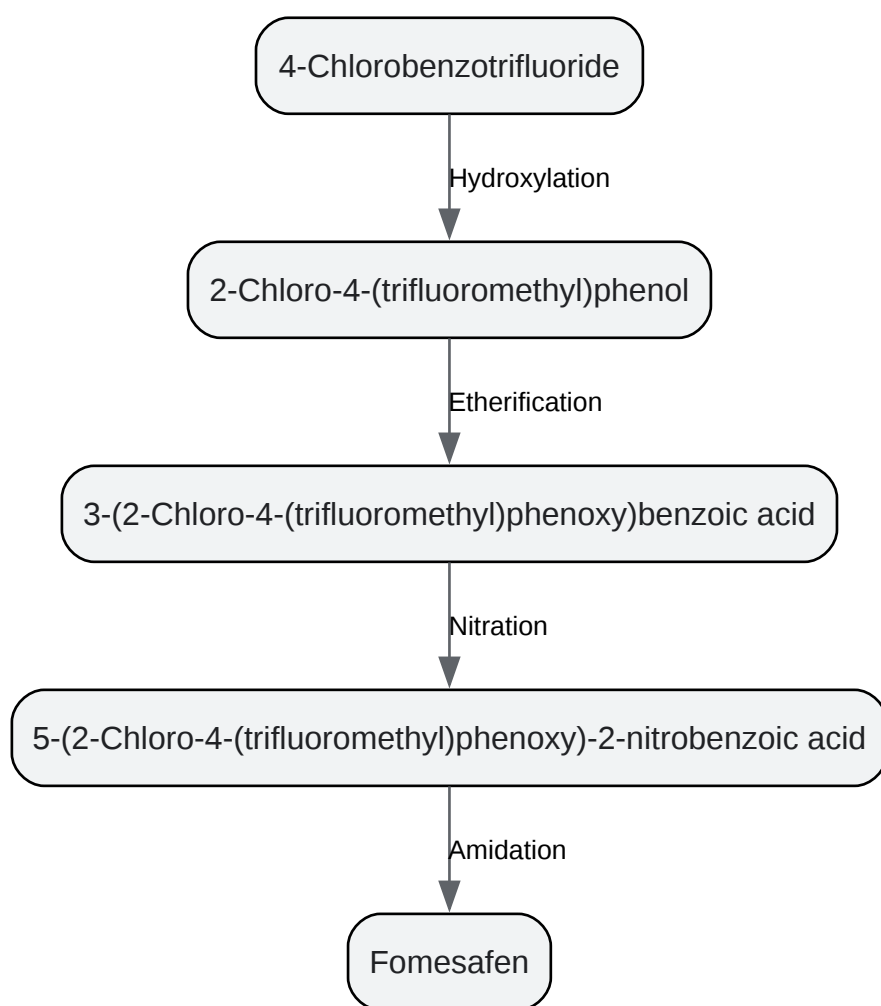 4-Chlorobenzotrifluoride
Hydroxylation
2-Chloro-4-(trifluoromethyl)phenol
Etherification
3-(2-Chloro-4-(trifluoromethyl)phenoxy)benzoic acid
Nitration
5-(2-Chloro-4-(trifluoromethyl)phenoxy)-2-nitrobenzoic acid
Amidation
Fomesafen